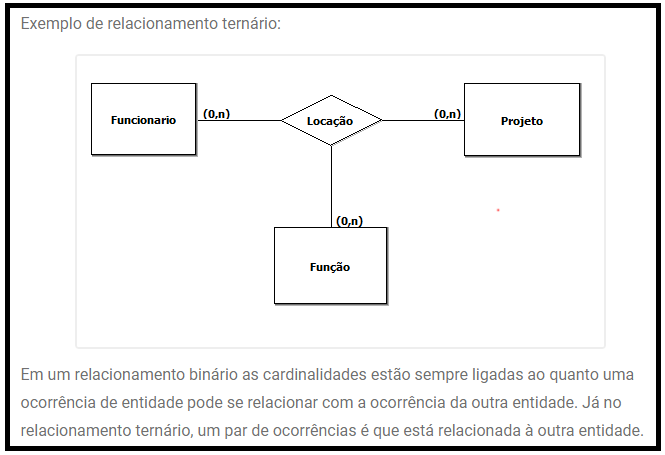 Exemplo de relacionamento ternário:
Funcionario (0,n) Locação (0,n) Projeto
(0,n)
Função
Em um relacionamento binário as cardinalidades estão sempre ligadas ao quanto uma
ocorrência de entidade pode se relacionar com a ocorrência da outra entidade. Já no
relacionamento ternário, um par de ocorrências é que está relacionada à outra entidade.